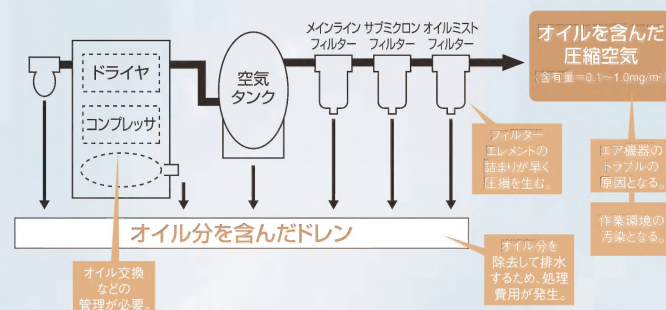 メインライン サブミクロン オイルミスト
フィルター フィルター フィルター
オイルを含んだ
圧縮空気
(含有量=0.1〜1.0mg/m³)
ドライヤ
コンプレッサ
空気
タンク
フィルター
エレメントの
詰まりが早く
圧損を生む。
エア機器の
トラブルの
原因となる。
作業環境の
汚染となる。
オイル分を含んだドレン
オイル交換
などの
管理が必要。
オイル分を
除去して排水
するため、処理
費用が発生。